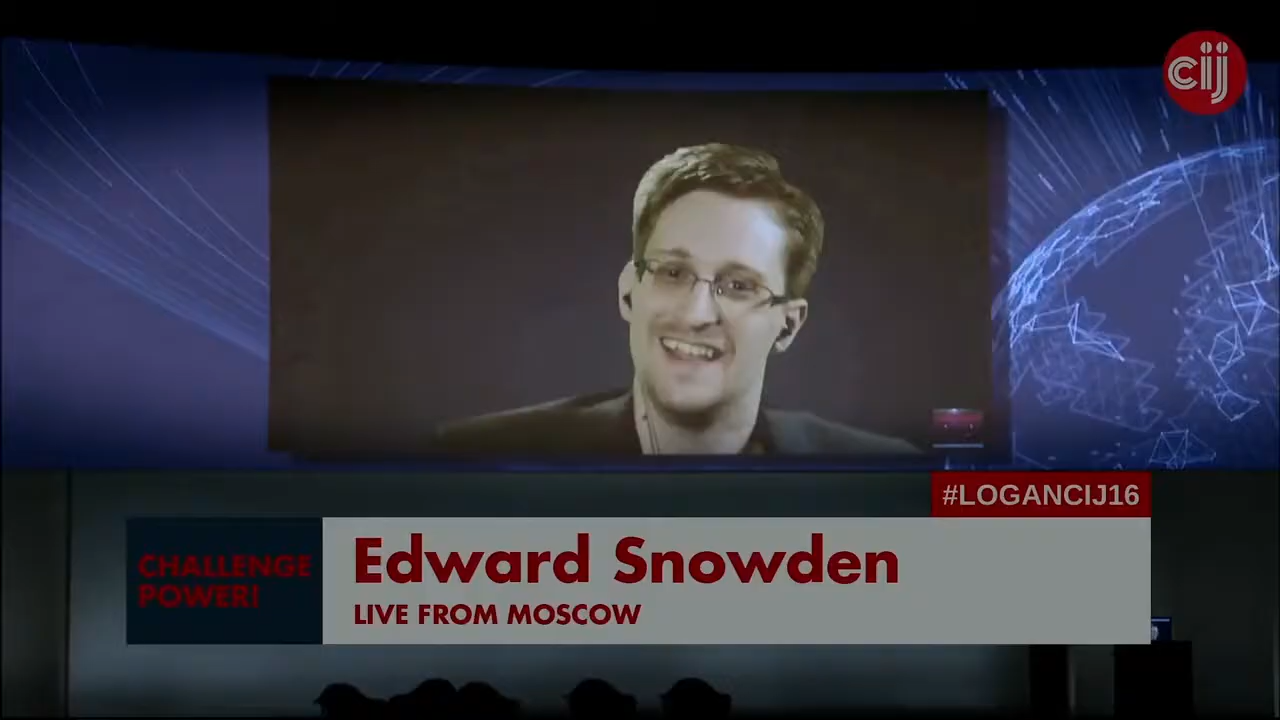 cij
#LOGANCIJ16
CHALLENGE
POWER!
Edward Snowden
LIVE FROM MOSCOW